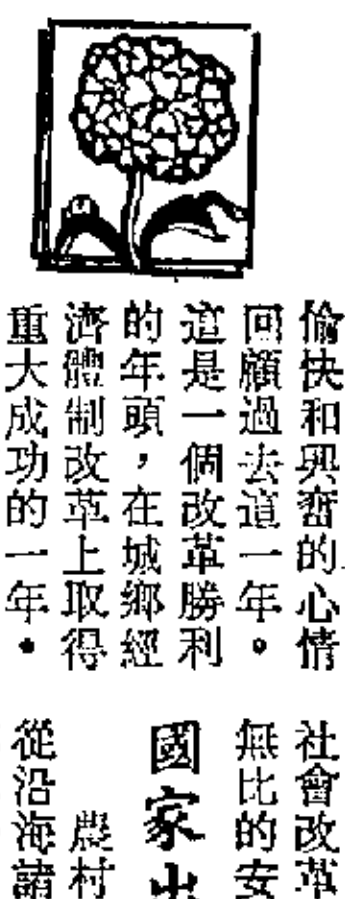 愉快和興奮的心情
回顧過去這一年。
這是一個改革勝利
的年頭，在城鄉經
濟體制改革上取得
重大成功的一年。
社會改革
無比的安
國家出
農村
從沿海諸